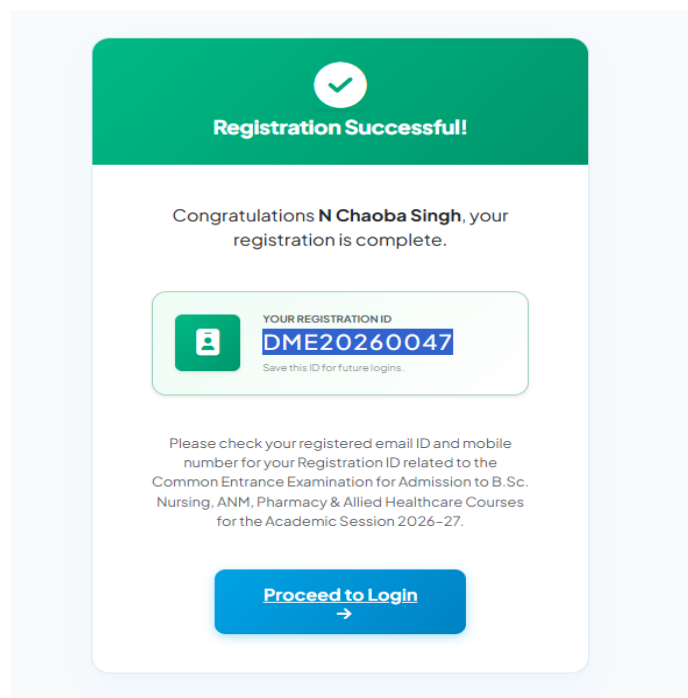 Registration Successful!
Congratulations N Chaoba Singh, your
registration is complete.
YOUR REGISTRATION ID
DME20260047
Save this ID for future logins.
Please check your registered email ID and mobile
number for your Registration ID related to the
Common Entrance Examination for Admission to B.Sc.
Nursing, ANM, Pharmacy & Allied Healthcare Courses
for the Academic Session 2026–27.
Proceed to Login
→